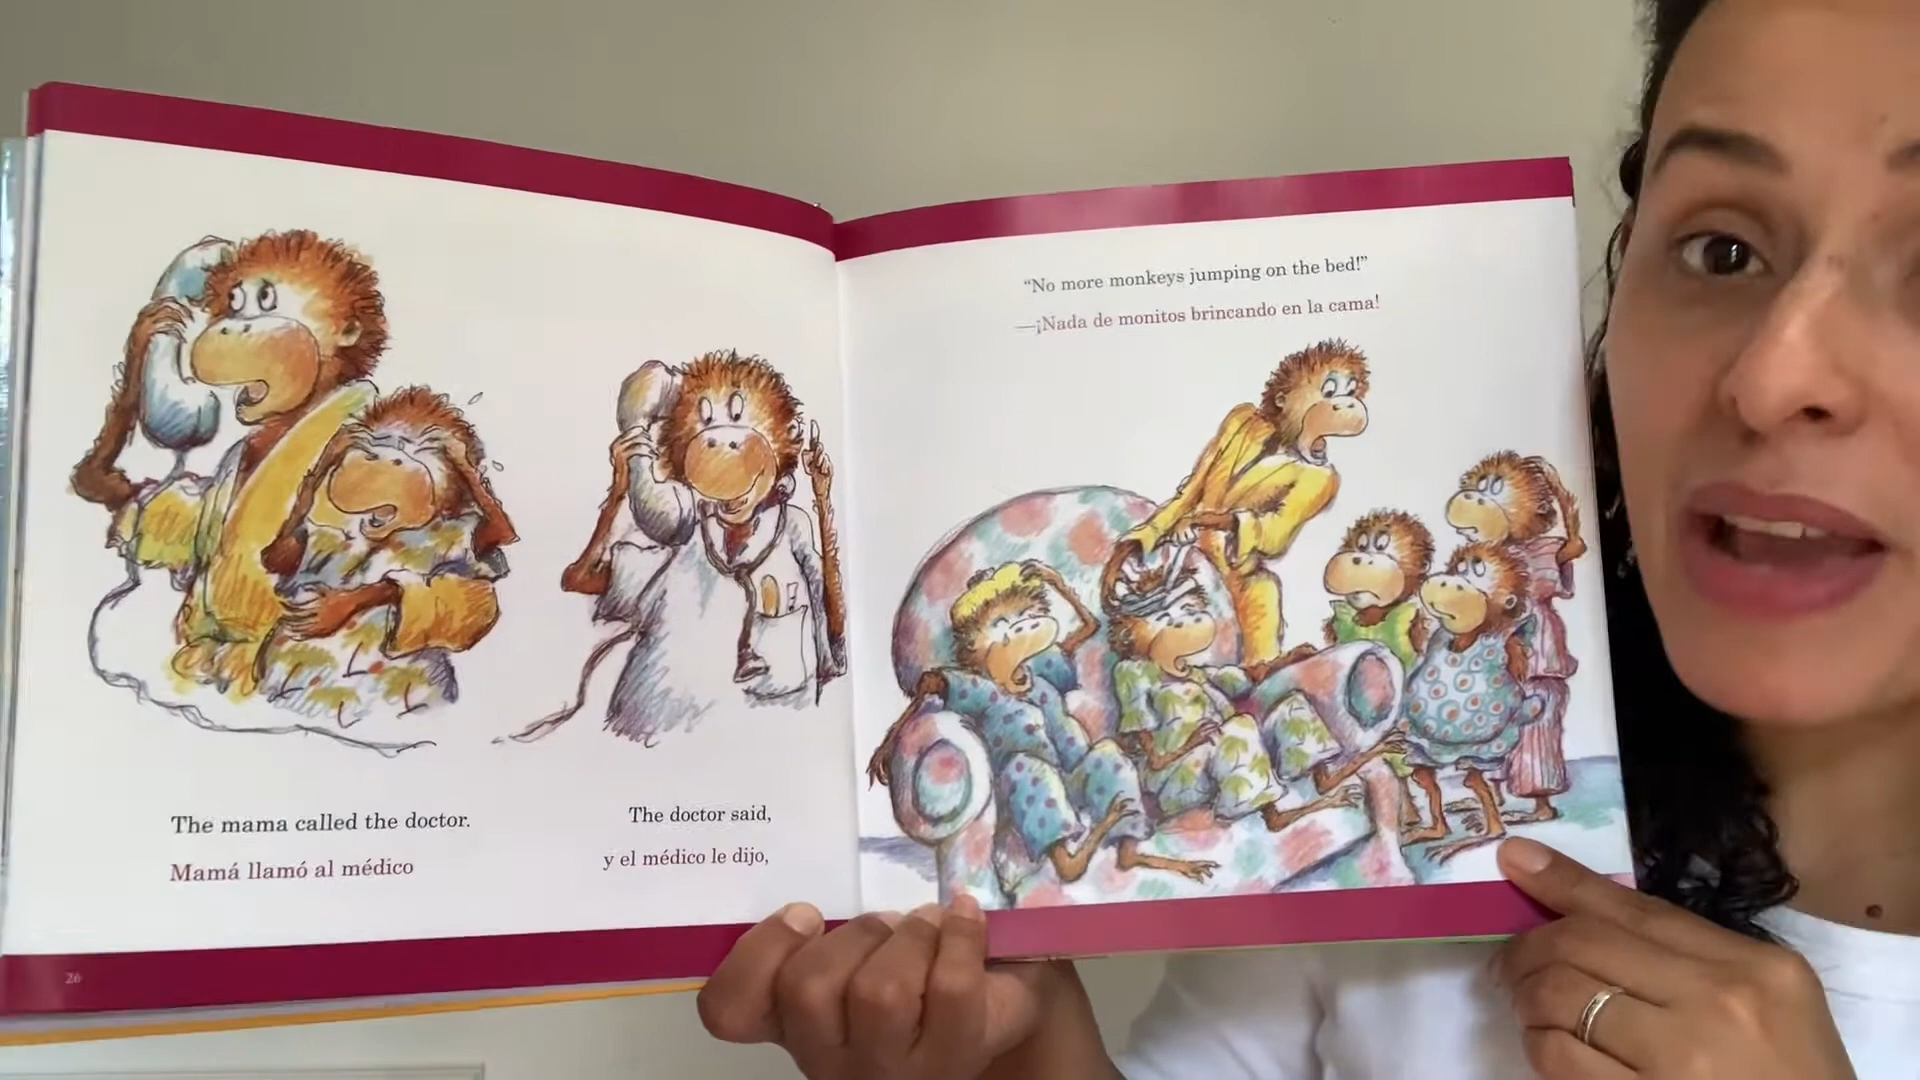 The mama called the doctor.
Mamá llamó al médico
The doctor said,
y el médico le dijo,
26
“No more monkeys jumping on the bed!”
—¡Nada de monitos brincando en la cama!